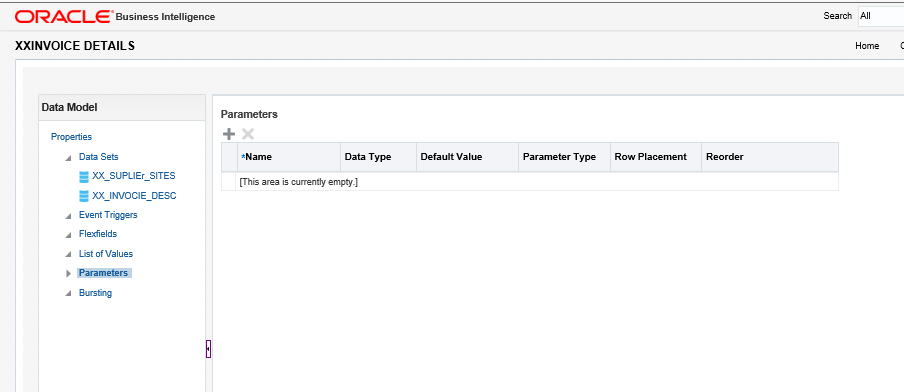 ORACLE Business Intelligence
Search All
XXINVOICE DETAILS
Home
Data Model
Properties
Data Sets
XX_SUPLIEr_SITES
XX_INVOCIE_DESC
Event Triggers
Flexfields
List of Values
Parameters
Bursting
Parameters
*Name Data Type Default Value Parameter Type Row Placement Reorder
[This area is currently empty.]